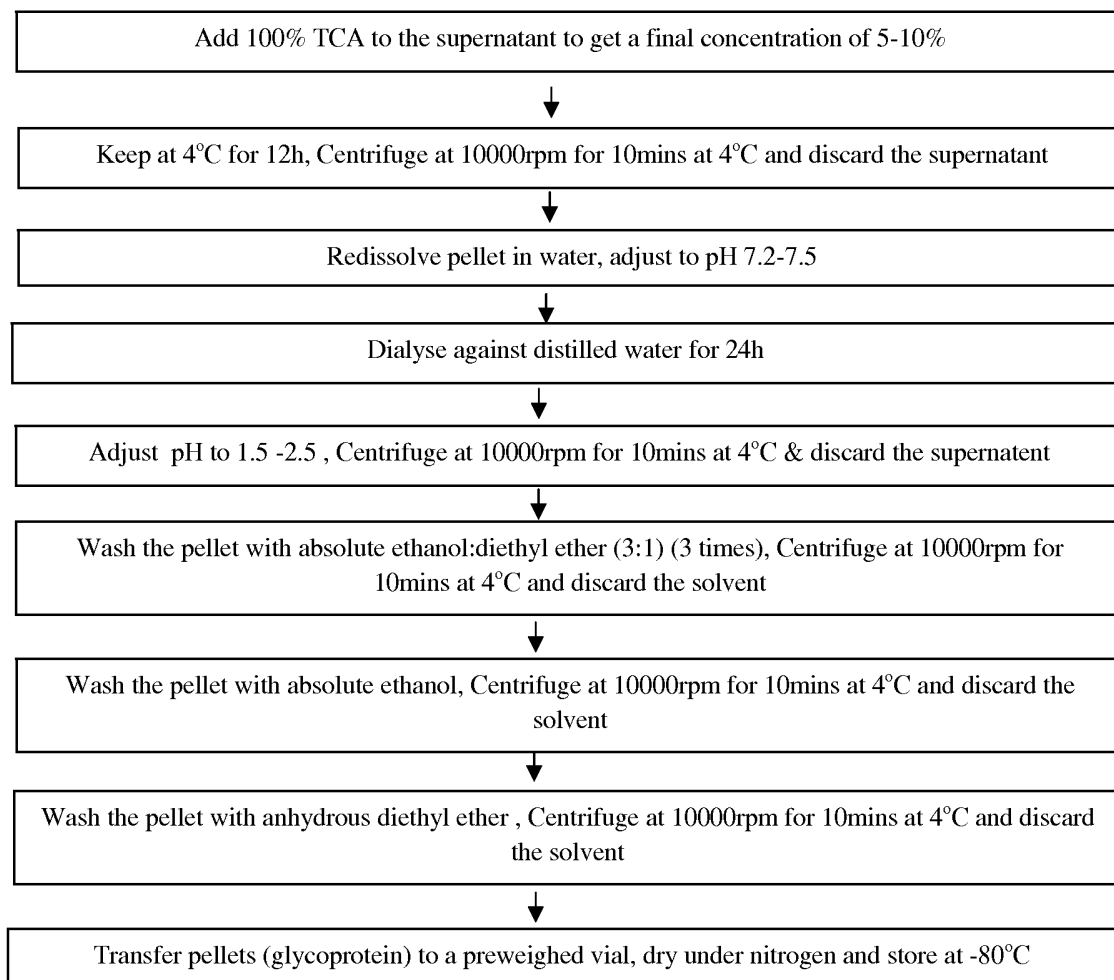 Add 100% TCA to the supernatant to get a final concentration of 5-10%
Keep at 4°C for 12h, Centrifuge at 10000rpm for 10mins at 4°C and discard the supernatant
Redissolve pellet in water, adjust to pH 7.2-7.5
Dialyse against distilled water for 24h
Adjust pH to 1.5 -2.5 , Centrifuge at 10000rpm for 10mins at 4°C & discard the supernatent
Wash the pellet with absolute ethanol:diethyl ether (3:1) (3 times), Centrifuge at 10000rpm for
10mins at 4°C and discard the solvent
Wash the pellet with absolute ethanol, Centrifuge at 10000rpm for 10mins at 4°C and discard the
solvent
Wash the pellet with anhydrous diethyl ether , Centrifuge at 10000rpm for 10mins at 4°C and discard
the solvent
Transfer pellets (glycoprotein) to a preweighed vial, dry under nitrogen and store at -80°C